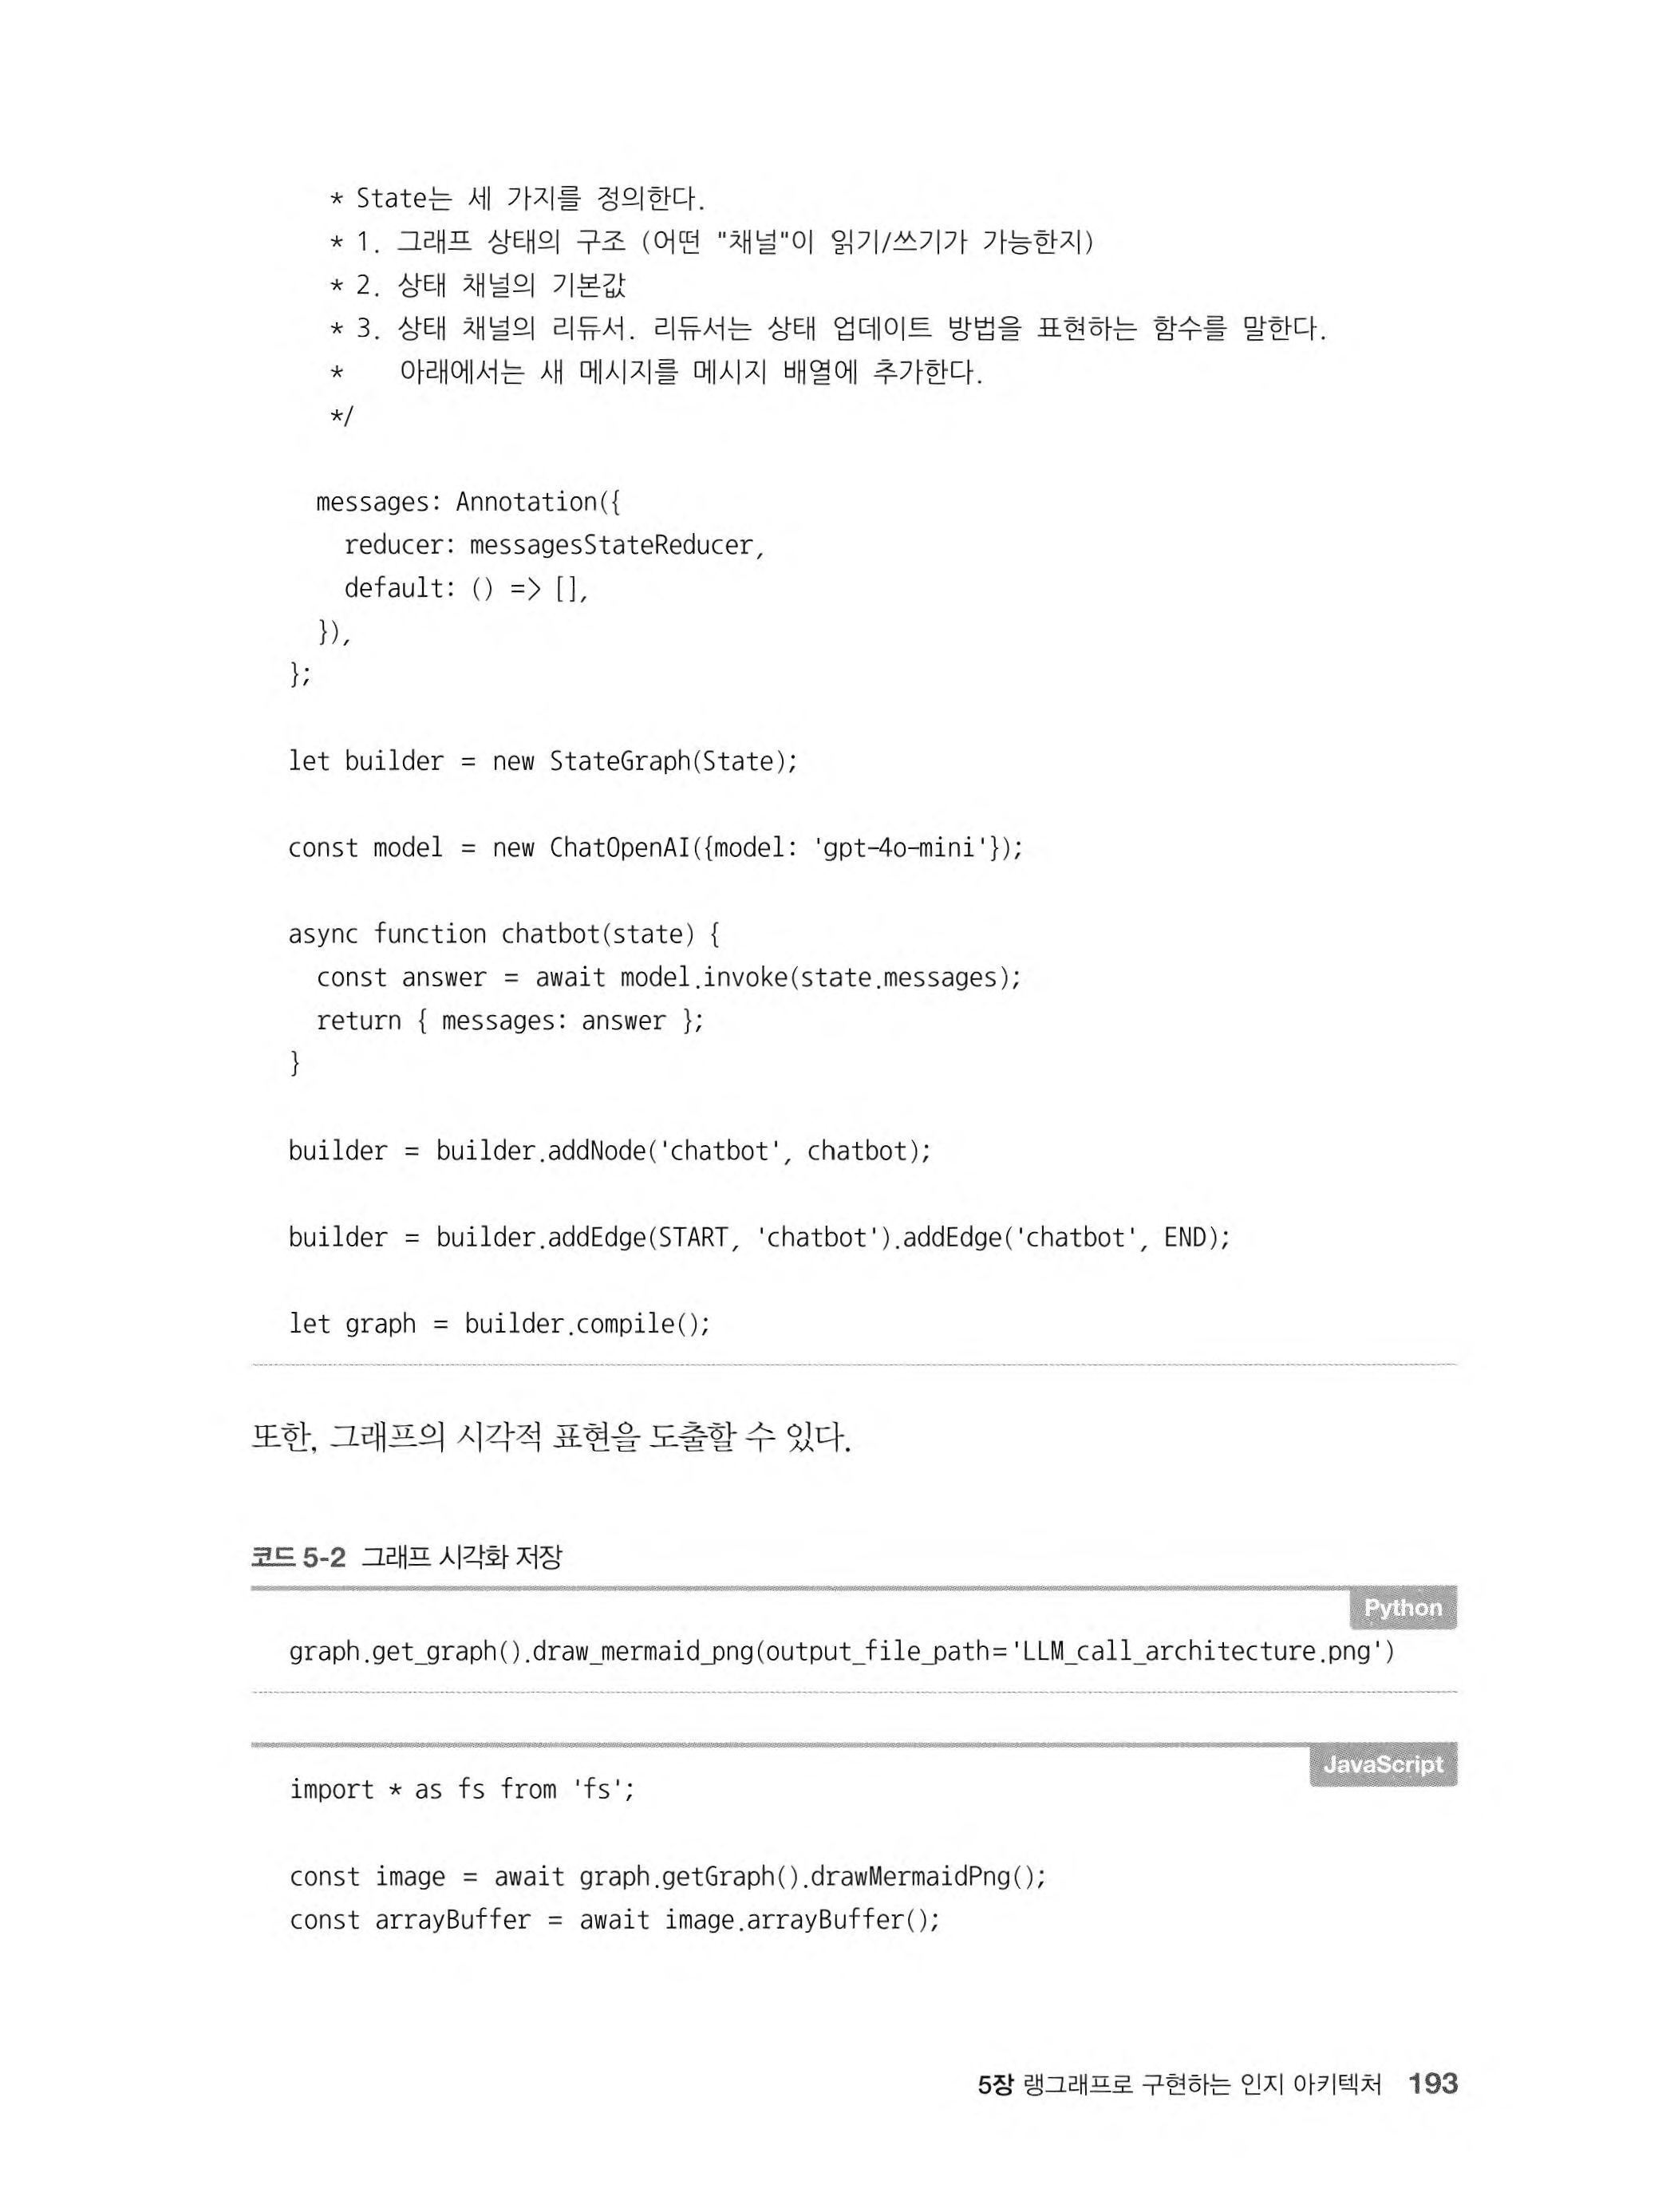 * State는 세 가지를 정의한다.
* 1. 그래프 상태의 구조 (어떤 "채널"이 읽기/쓰기가 가능한지)
* 2. 상태 채널의 기본값
* 3. 상태 채널의 리듀서. 리듀서는 상태 업데이트 방법을 표현하는 함수를 말한다.
*    아래에서는 새 메시지를 메시지 배열에 추가한다.
*/
messages: Annotation({
reducer: messagesStateReducer,
default: () => [],
}),
};
let builder = new StateGraph(State);
const model = new ChatOpenAI({model: 'gpt-4o-mini'});
async function chatbot(state) {
const answer = await model.invoke(state.messages);
return { messages: answer };
}
builder = builder.addNode('chatbot', chatbot);
builder = builder.addEdge(START, 'chatbot').addEdge('chatbot', END);
let graph = builder.compile();
또한, 그래프의 시각적 표현을 도출할 수 있다.
코드 5-2 그래프 시각화 저장
Python
graph.get_graph().draw_mermaid_png(output_file_path='LLM_call_architecture.png')
JavaScript
import * as fs from 'fs';
const image = await graph.getGraph().drawMermaidPng();
const arrayBuffer = await image.arrayBuffer();
5장 랭그래프로 구현하는 인지 아키텍처 193